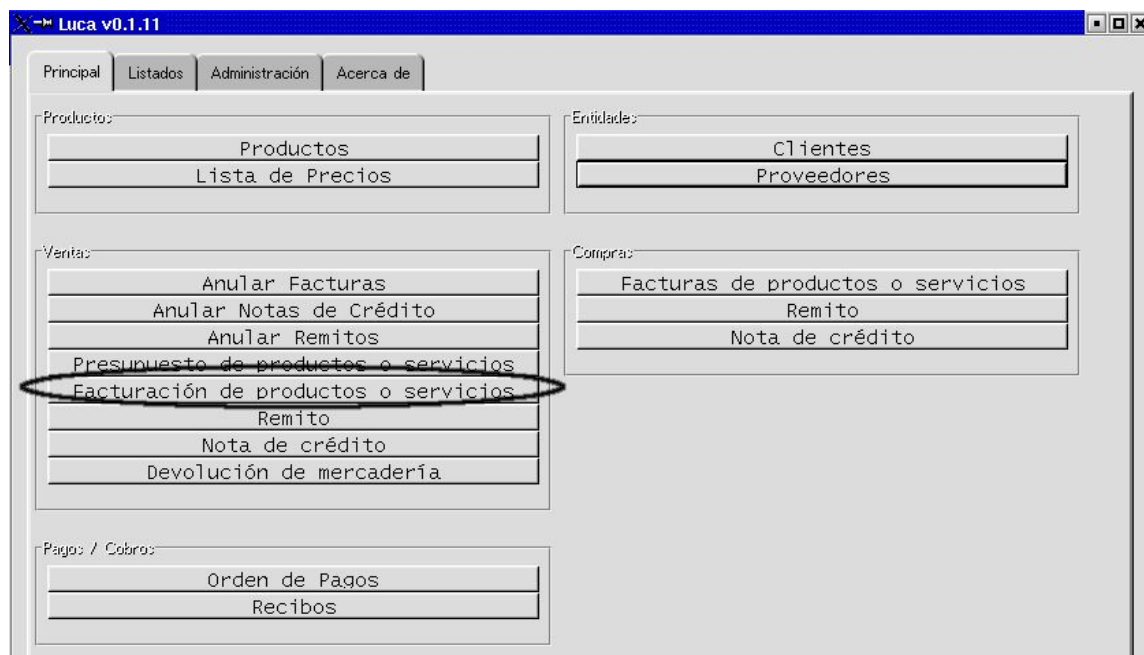 Luca v0.1.11
Principal Listados Administración Acerca de
Productos
Productos
Lista de Precios
Entidades
Clientes
Proveedores
Ventas
Anular Facturas
Anular Notas de Crédito
Anular Remitos
Presupuesto de productos o servicios
Facturación de productos o servicios
Remito
Nota de crédito
Devolución de mercadería
Compras
Facturas de productos o servicios
Remito
Nota de crédito
Pagos / Cobros
Orden de Pagos
Recibos